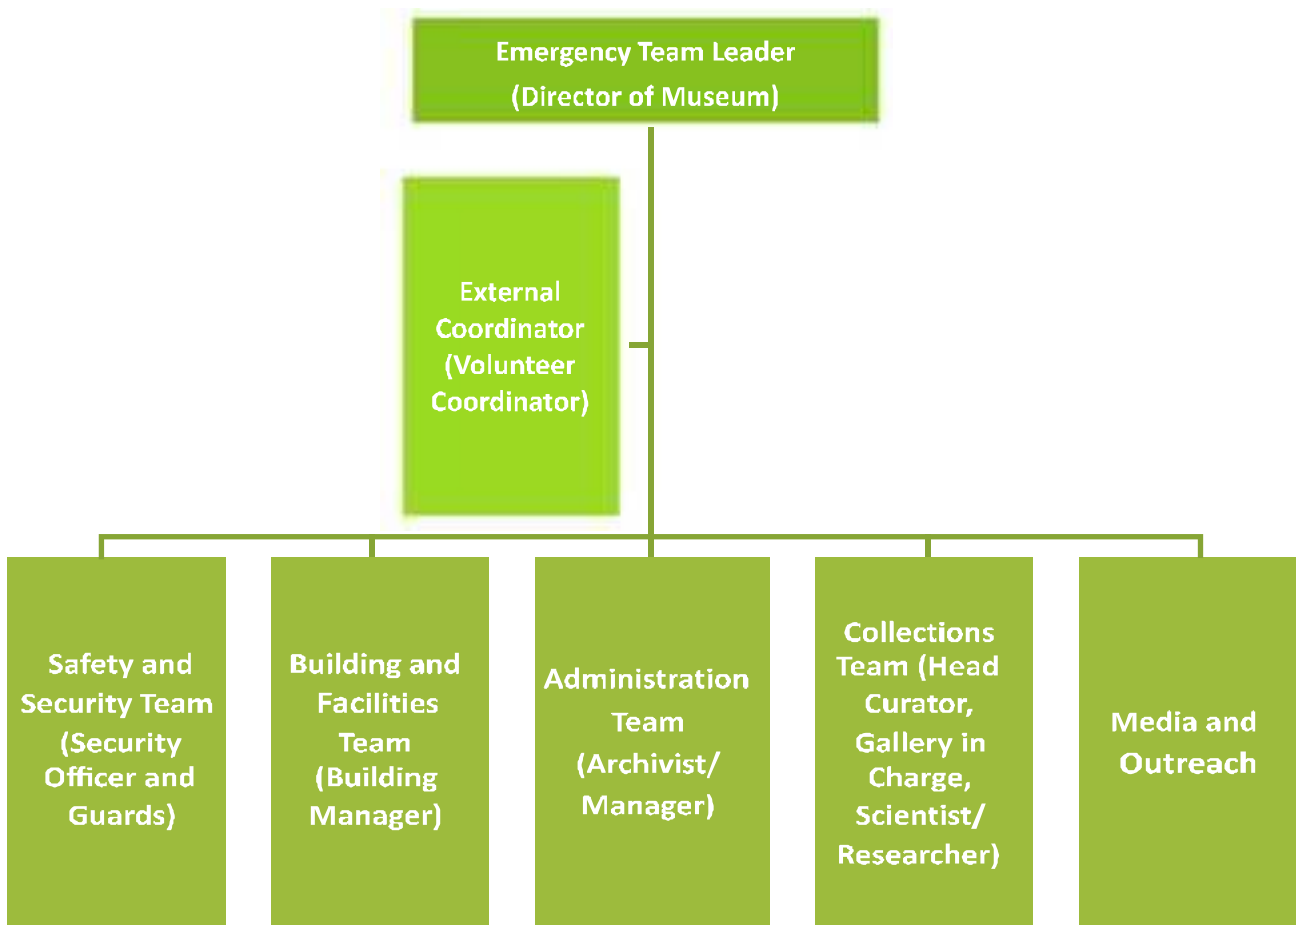 Emergency Team Leader
(Director of Museum)
External
Coordinator
(Volunteer
Coordinator)
Safety and
Security Team
(Security
Officer and
Guards)
Building and
Facilities
Team
(Building
Manager)
Administration
Team
(Archivist/
Manager)
Collections
Team (Head
Curator,
Gallery in
Charge,
Scientist/
Researcher)
Media and
Outreach